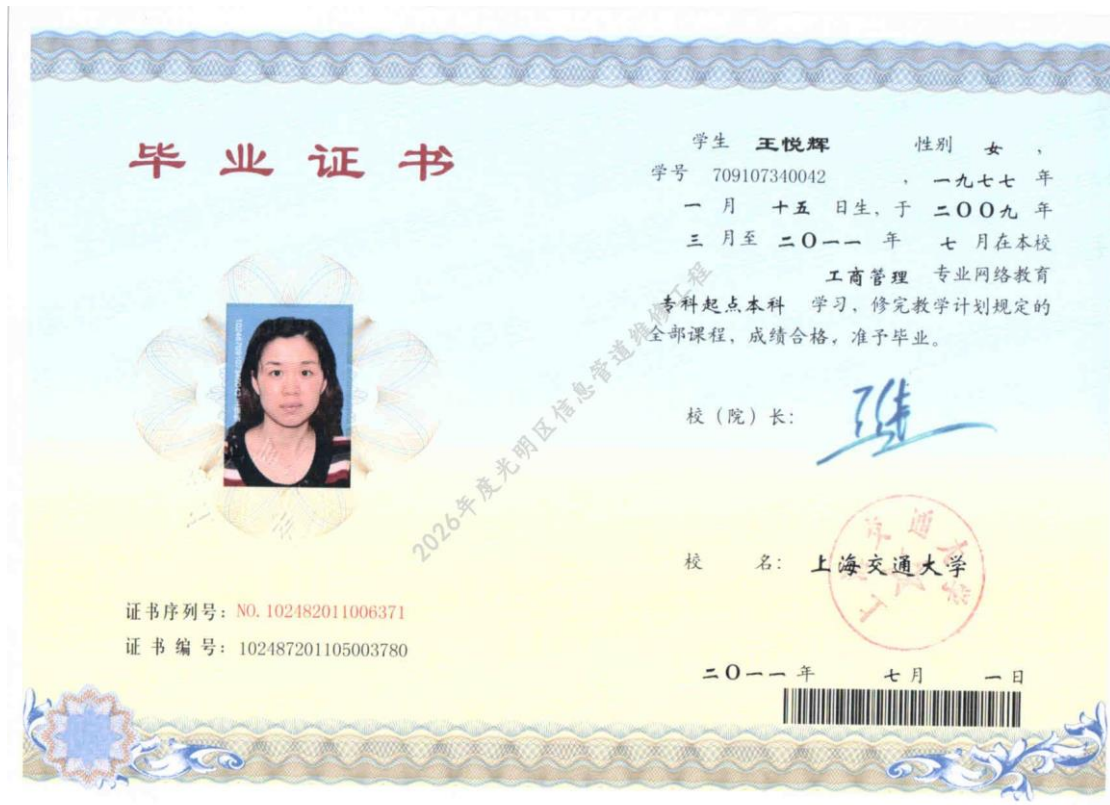 毕业证书
证书序列号：NO.102482011006371
证书编号：102487201105003780
学生 王悦辉 性别 女，
学号 709107340042 ，一九七七年
一月 十五 日生，于 二〇〇九年
三月至 二〇一一年 七月在本校
工商管理 专业网络教育
专科起点本科 学习，修完教学计划规定的
全部课程，成绩合格，准予毕业。
校（院）长：
校 名：上海交通大学
二〇一一年 七月 一日
2026年度光明区信息管道维修工程